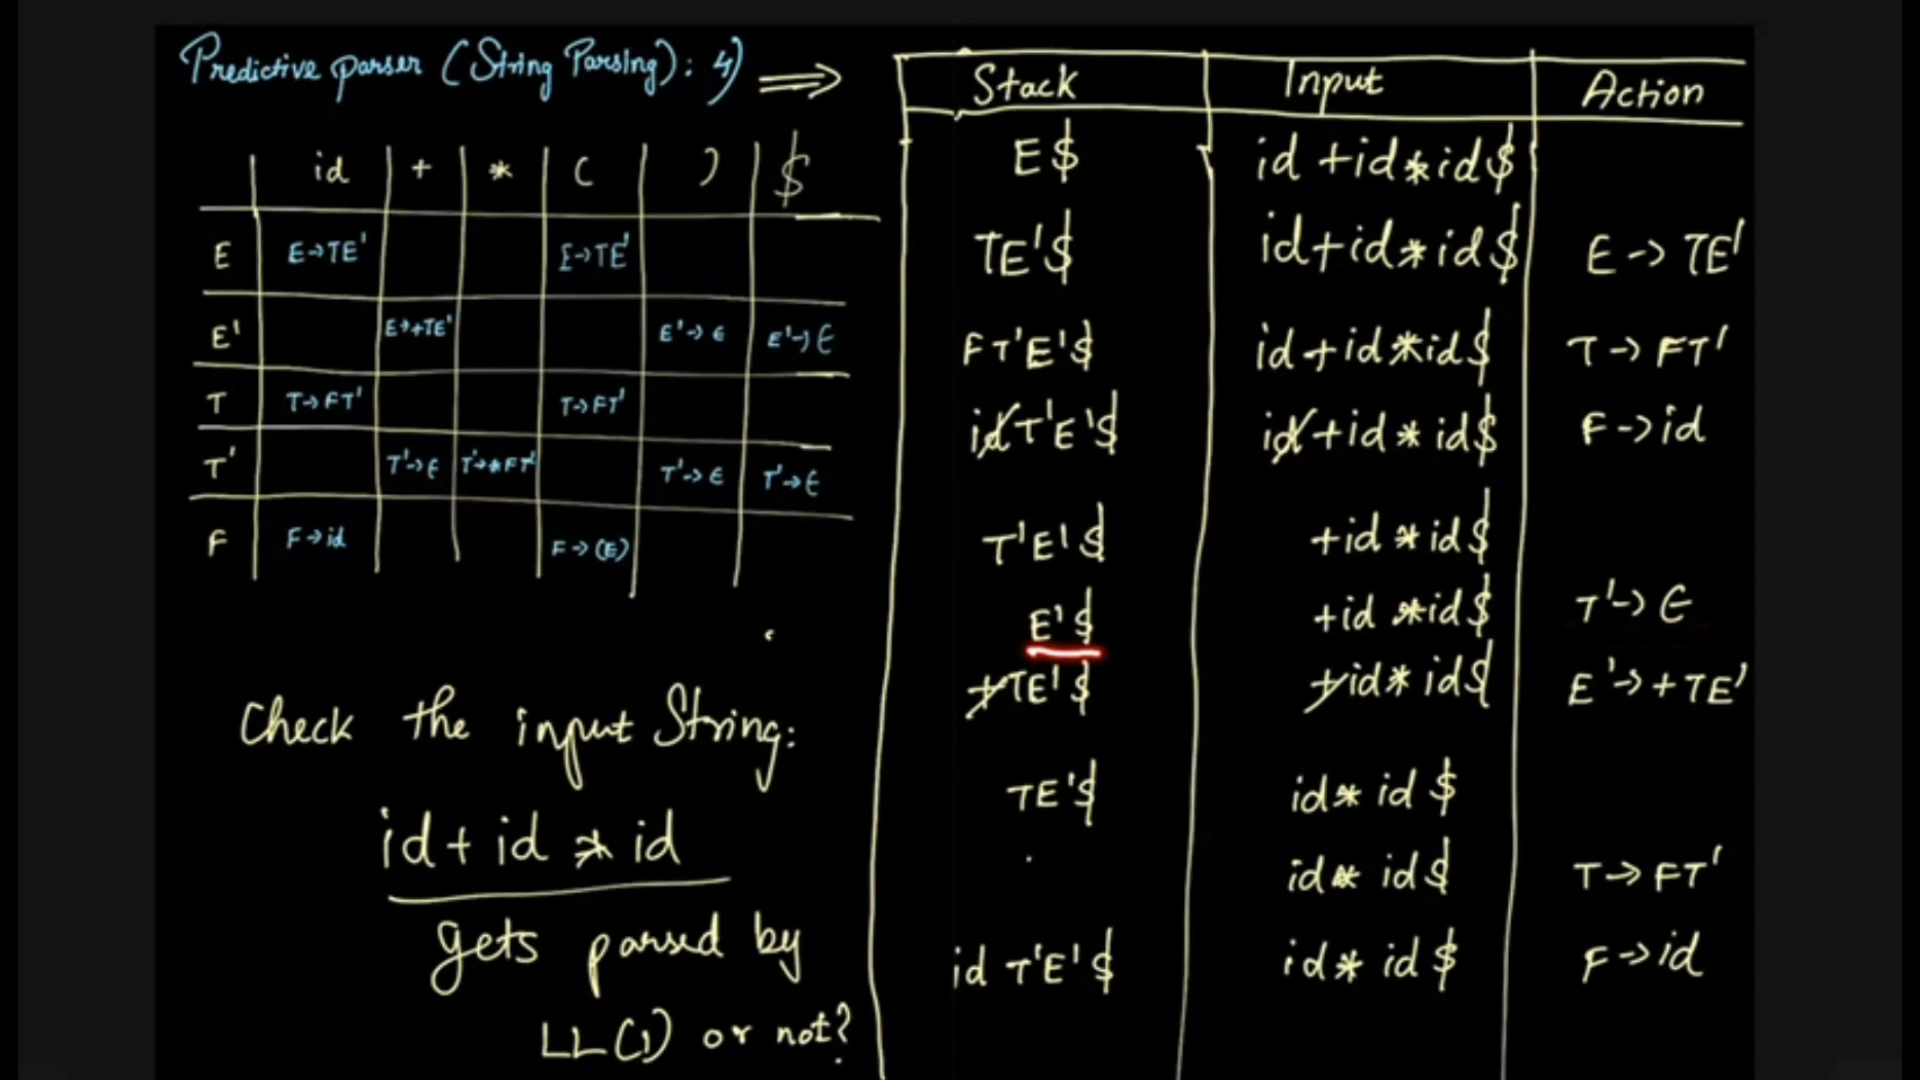 Predictive parser (String Parsing): 4) ⇒
id + * ( ) $
E E->TE' E->TE'
E' E->+TE' E'->ϵ E'->ϵ
T T->FT' T->FT'
T' T'->ϵ T'->*FT' T'->ϵ T'->ϵ
F F->id F->(E)
Check the input String:
id + id * id
gets parsed by
LL(1) or not?
Stack Input Action
E$ id +id*id$
TE'$ id+id*id$ E->TE'
FT'E'$ id+id*id$ T->FT'
idT'E'$ id+id*id$ F->id
T'E'$ +id*id$
E'$ +id*id$ T'->ϵ
+TE'$ +id*id$ E'->+TE'
TE'$ id*id$
id*id$ T->FT'
id T'E'$ id*id$ F->id